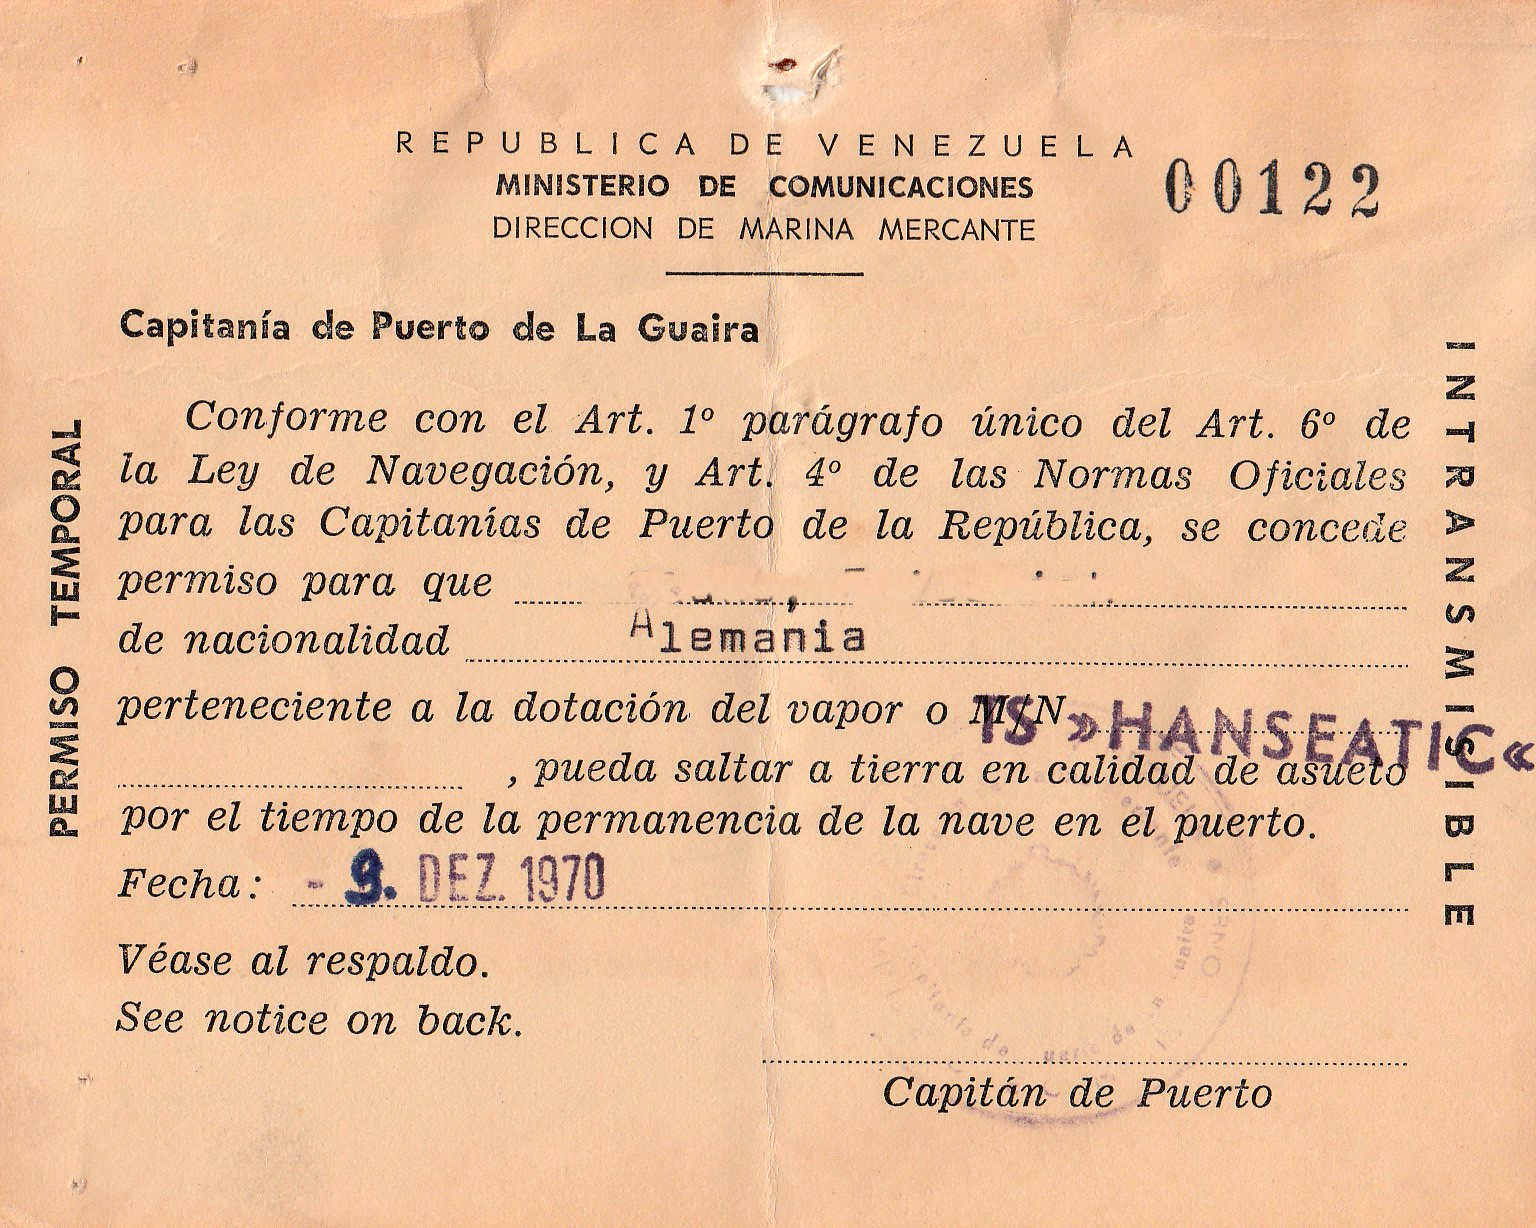 REPUBLICA DE VENEZUELA
MINISTERIO DE COMUNICACIONES
DIRECCION DE MARINA MERCANTE
00122
Capitanía de Puerto de La Guaira
Conforme con el Art. 1º parágrafo único del Art. 6º de
la Ley de Navegación, y Art. 4º de las Normas Oficiales
para las Capitanías de Puerto de la República, se concede
permiso para que
de nacionalidad Alemania
perteneciente a la dotación del vapor o M/N TS »HANSEATIC«
, pueda saltar a tierra en calidad de asueto
por el tiempo de la permanencia de la nave en el puerto.
Fecha: - 9. DEZ. 1970
Véase al respaldo.
See notice on back.
Capitán de Puerto
PERMISO TEMPORAL
INTRANSMISIBLE